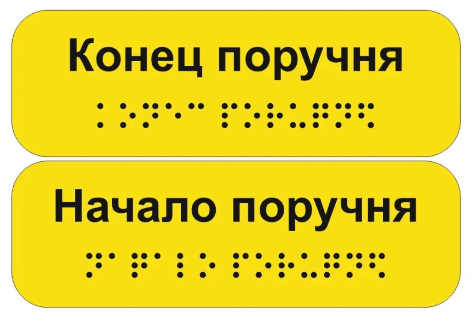 Конец поручня
⠅⠕⠝⠑⠉ ⠏⠕⠗⠥⠟⠝⠫
Начало поручня
⠝⠁⠟⠁⠇⠕ ⠏⠕⠗⠥⠟⠝⠫